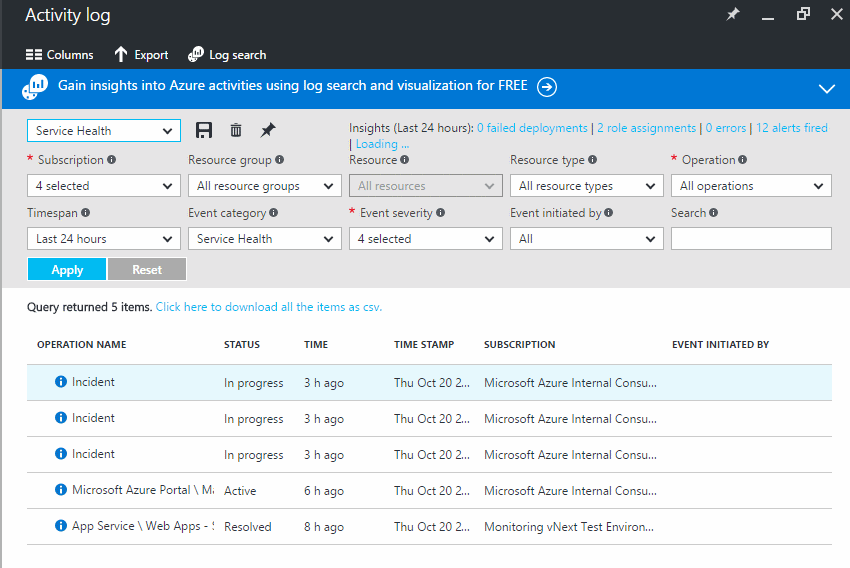 Activity log
Columns Export Log search
Gain insights into Azure activities using log search and visualization for FREE
Service Health
Insights (Last 24 hours): 0 failed deployments | 2 role assignments | 0 errors | 12 alerts fired
| Loading ...
* Subscription Resource group Resource Resource type * Operation
4 selected All resource groups All resources All resource types All operations
Timespan Event category * Event severity Event initiated by Search
Last 24 hours Service Health 4 selected All
Apply Reset
Query returned 5 items. Click here to download all the items as csv.
OPERATION NAME STATUS TIME TIME STAMP SUBSCRIPTION EVENT INITIATED BY
Incident In progress 3 h ago Thu Oct 20 2... Microsoft Azure Internal Consu...
Incident In progress 3 h ago Thu Oct 20 2... Microsoft Azure Internal Consu...
Incident In progress 3 h ago Thu Oct 20 2... Microsoft Azure Internal Consu...
Microsoft Azure Portal \ Ma Active 6 h ago Thu Oct 20 2... Microsoft Azure Internal Consu...
App Service \ Web Apps - S Resolved 8 h ago Thu Oct 20 2... Monitoring vNext Test Environ...